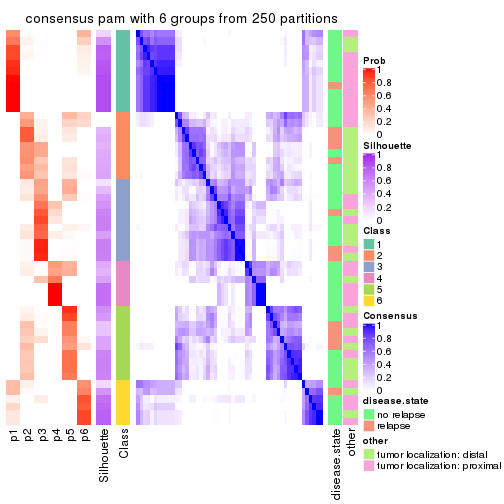 consensus pam with 6 groups from 250 partitions
Prob
1
0.8
0.6
0.4
0.2
0
Silhouette
1
0.8
0.6
0.4
0.2
0
Class
1
2
3
4
5
6
Consensus
1
0.8
0.6
0.4
0.2
0
disease.state
no relapse
relapse
other
tumor localization: distal
tumor localization: proximal
p1
p2
p3
p4
p5
p6
Silhouette
Class
disease.state
other